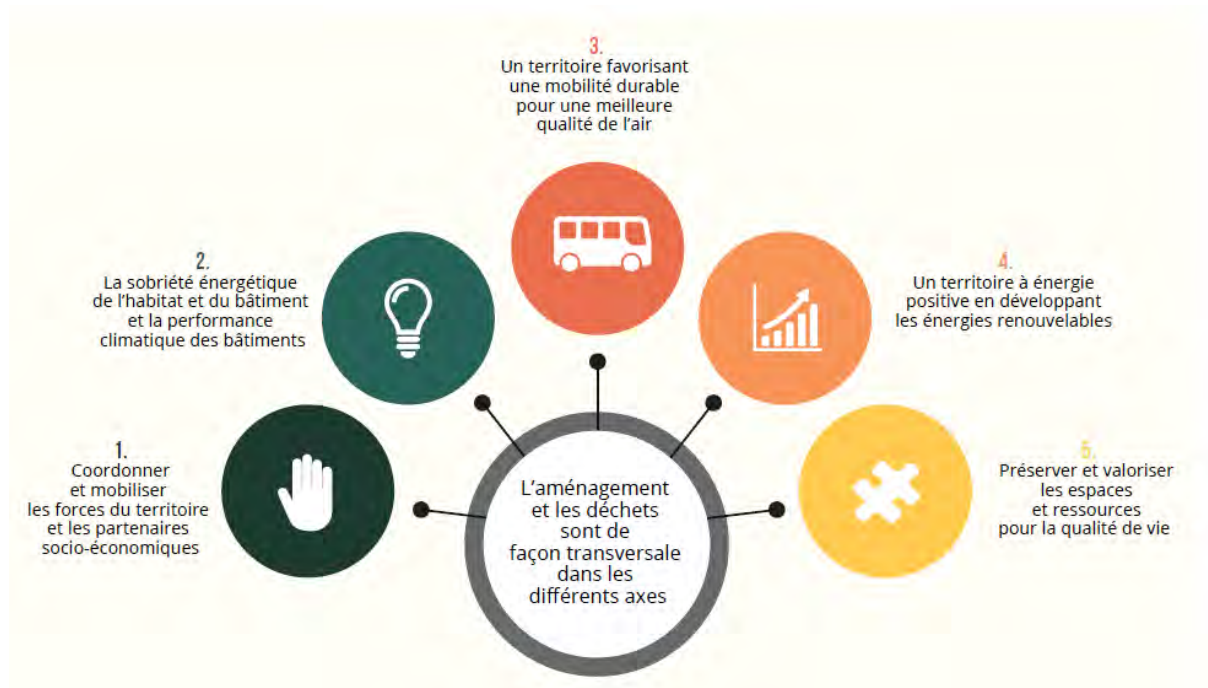 1.
Coordonner
et mobiliser
les forces du territoire
et les partenaires
socio-économiques
2.
La sobriété énergétique
de l'habitat et du bâtiment
et la performance
climatique des bâtiments
3.
Un territoire favorisant
une mobilité durable
pour une meilleure
qualité de l'air
4.
Un territoire à énergie
positive en développant
les énergies renouvelables
5.
Préserver et valoriser
les espaces
et ressources
pour la qualité de vie
L'aménagement
et les déchets
sont de
façon transversale
dans les
différents axes